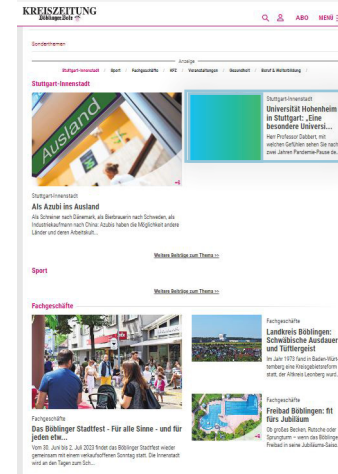 KREISZEITUNG
Böblinger Bote
ABO MENÜ
Sonderthemen
Anzeige
Stuttgart-Innenstadt Sport Fachgeschäfte KFZ Veranstaltungen Gesundheit Beruf & Weiterbildung
Stuttgart-Innenstadt
Ausland
Stuttgart-Innenstadt
Als Azubi ins Ausland
Als Schreiner nach Dänemark, als Bierbrauerin nach Schweden, als
Industriekaufmann nach China: Azubis haben die Möglichkeit andere
Länder und deren Arbeitskult...
Stuttgart-Innenstadt
Universität Hohenheim
in Stuttgart: „Eine
besondere Universi...
Herr Professor Dabbert, mit
welchen Gefühlen sehen Sie nach
zwei Jahren Pandemie-Pause de...
Weitere Beiträge zum Thema >>
Sport
Weitere Beiträge zum Thema >>
Fachgeschäfte
Fachgeschäfte
Das Böblinger Stadtfest - Für alle Sinne - und für
jeden etw...
Vom 30. Juni bis 2. Juli 2023 findet das Böblinger Stadtfest wieder
gemeinsam mit einem verkaufsoffenen Sonntag statt. Die Innenstadt
wird an den Tagen zum Sch...
Fachgeschäfte
Landkreis Böblingen:
Schwäbische Ausdauer
und Tüftlergeist
Im Jahr 1973 fand in Baden-Würt-
temberg eine Kreisgebietsreform
statt, der Altkreis Leonberg wurd...
Fachgeschäfte
Freibad Böblingen: fit
fürs Jubiläum
Ob großes Becken, Rutsche oder
Sprungturm – wenn das Böblinger
Freibad in seine Jubiläums-Saiso